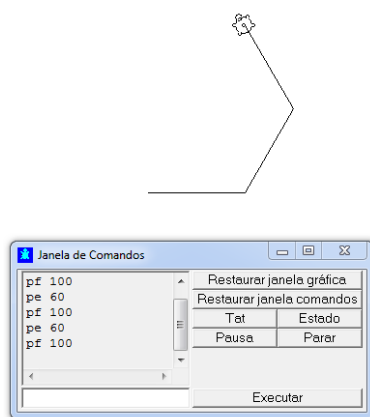 Janela de Comandos
pf 100
pe 60
pf 100
pe 60
pf 100
Restaurar janela gráfica
Restaurar janela comandos
Tat Estado
Pausa Parar
Executar